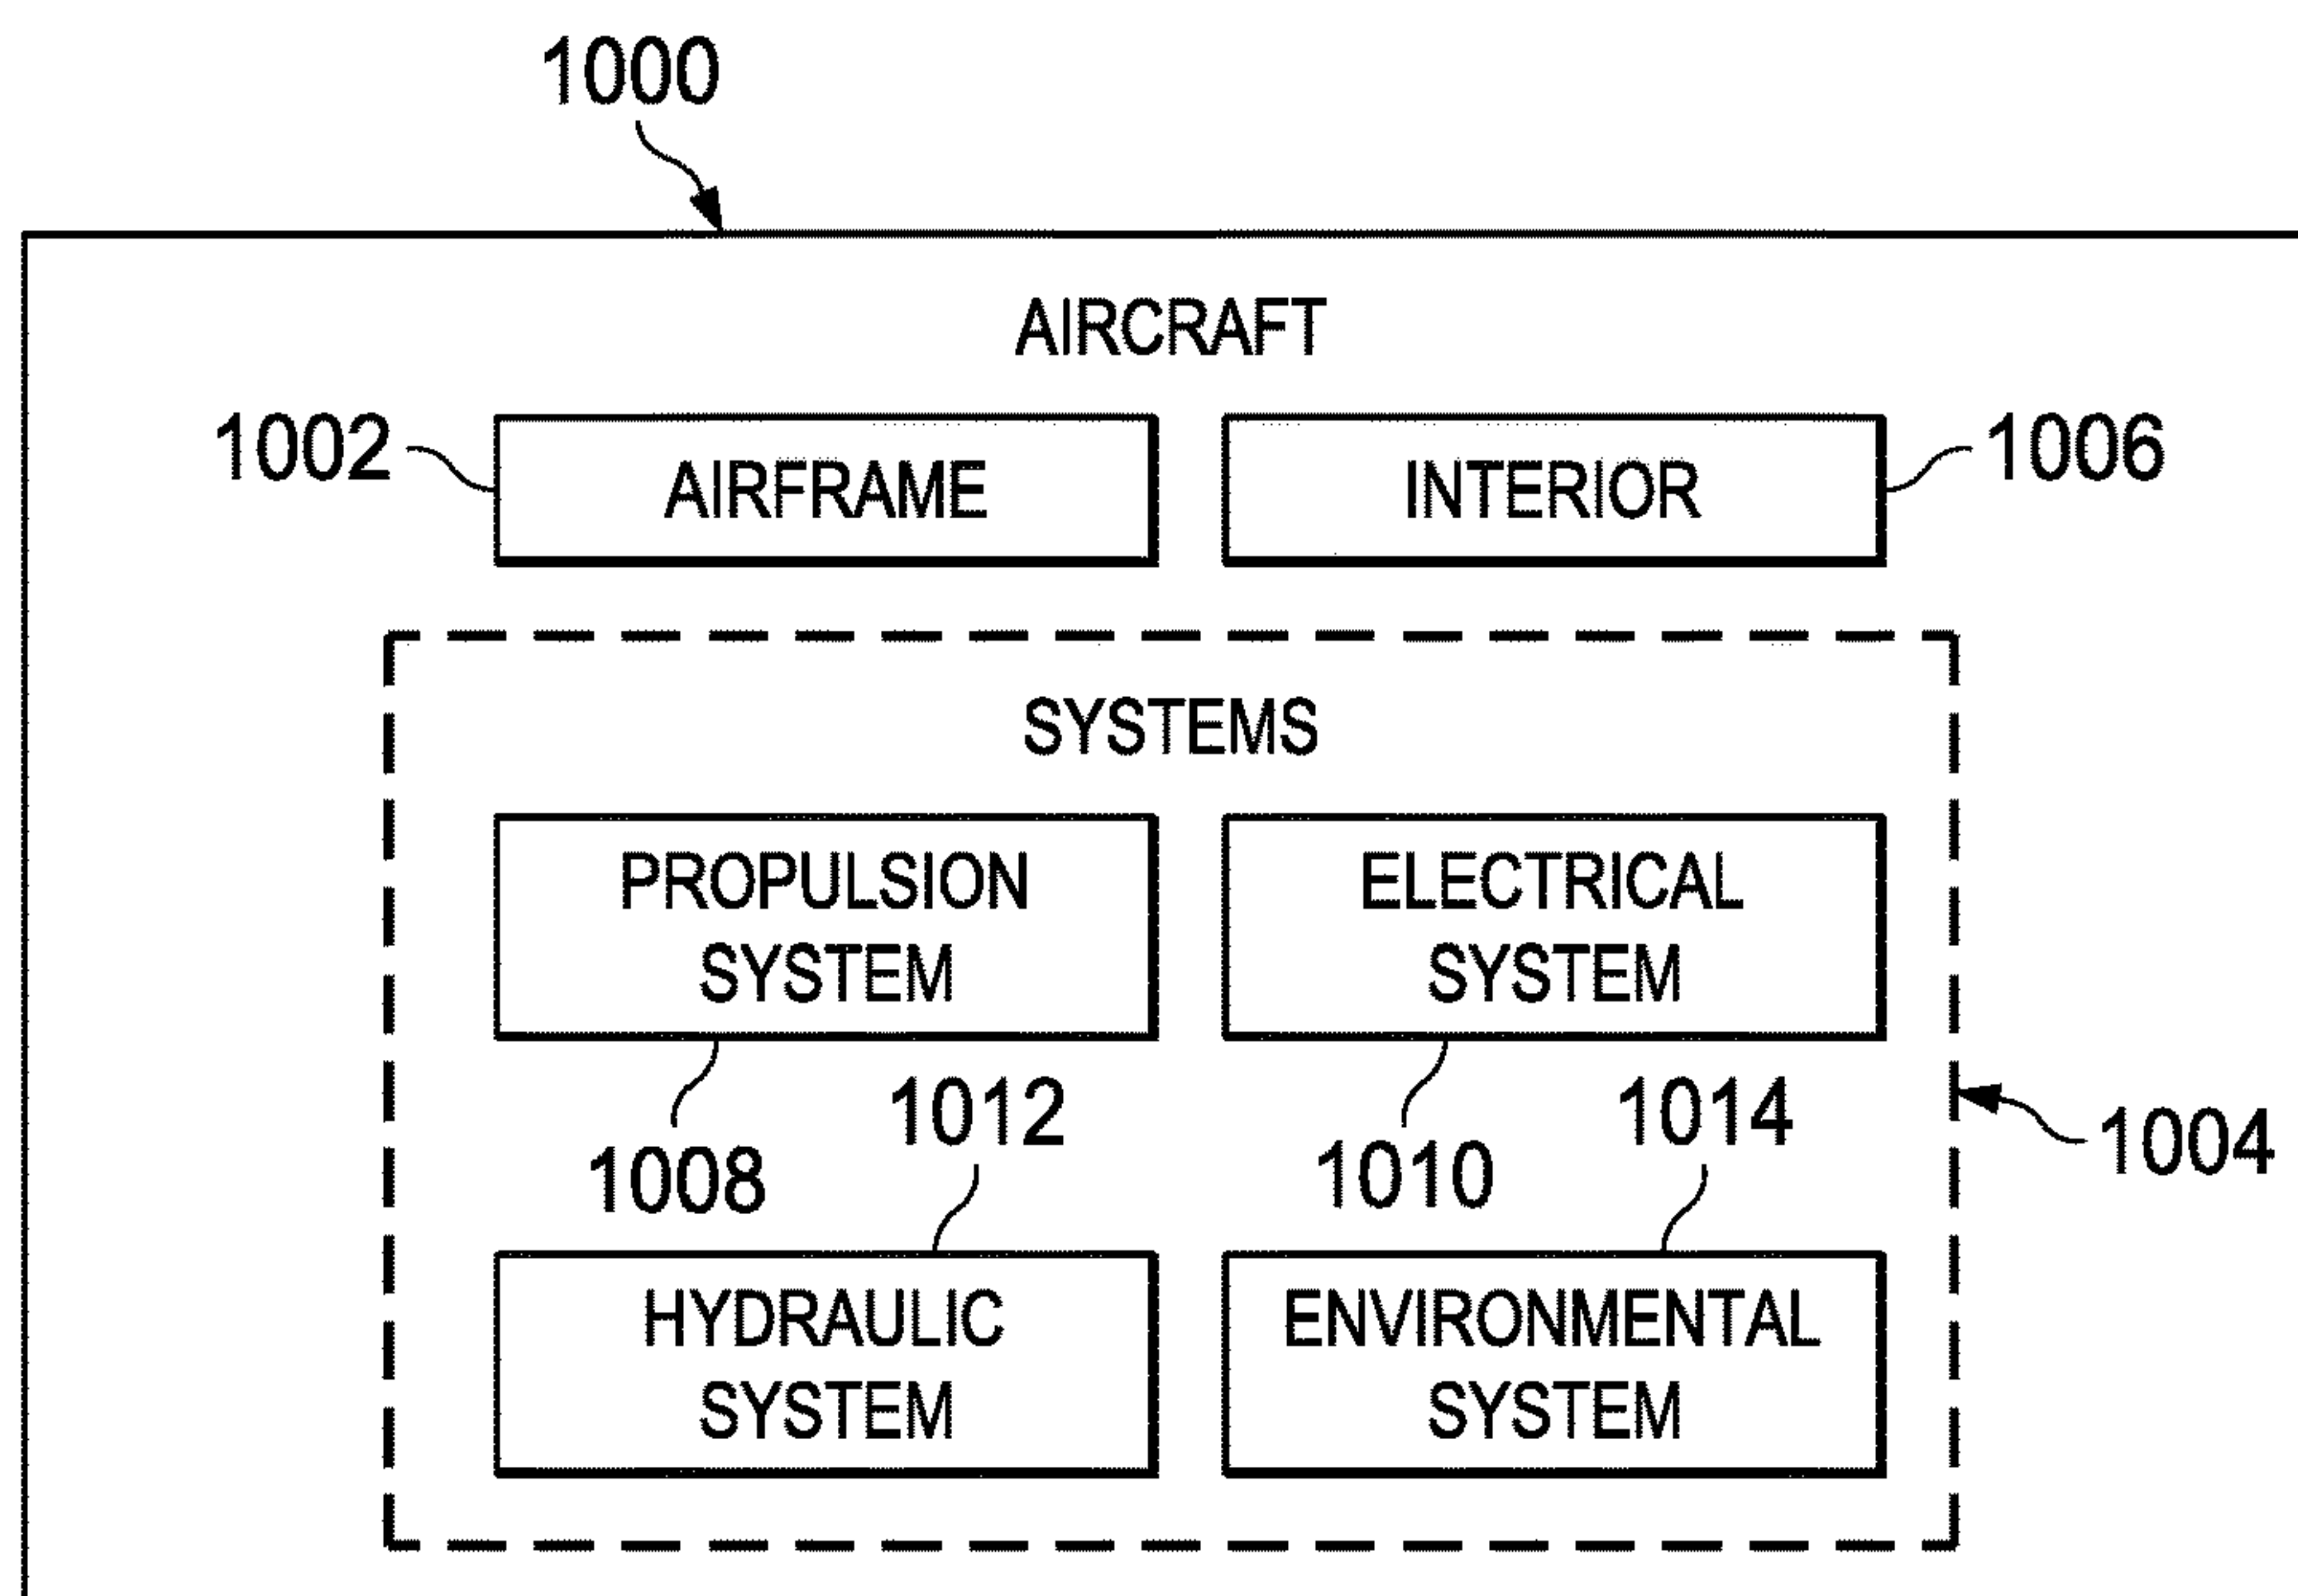 1000
AIRCRAFT
1002 AIRFRAME INTERIOR 1006
SYSTEMS
PROPULSION ELECTRICAL
SYSTEM SYSTEM
1012 1014
1008 1010 1004
HYDRAULIC ENVIRONMENTAL
SYSTEM SYSTEM